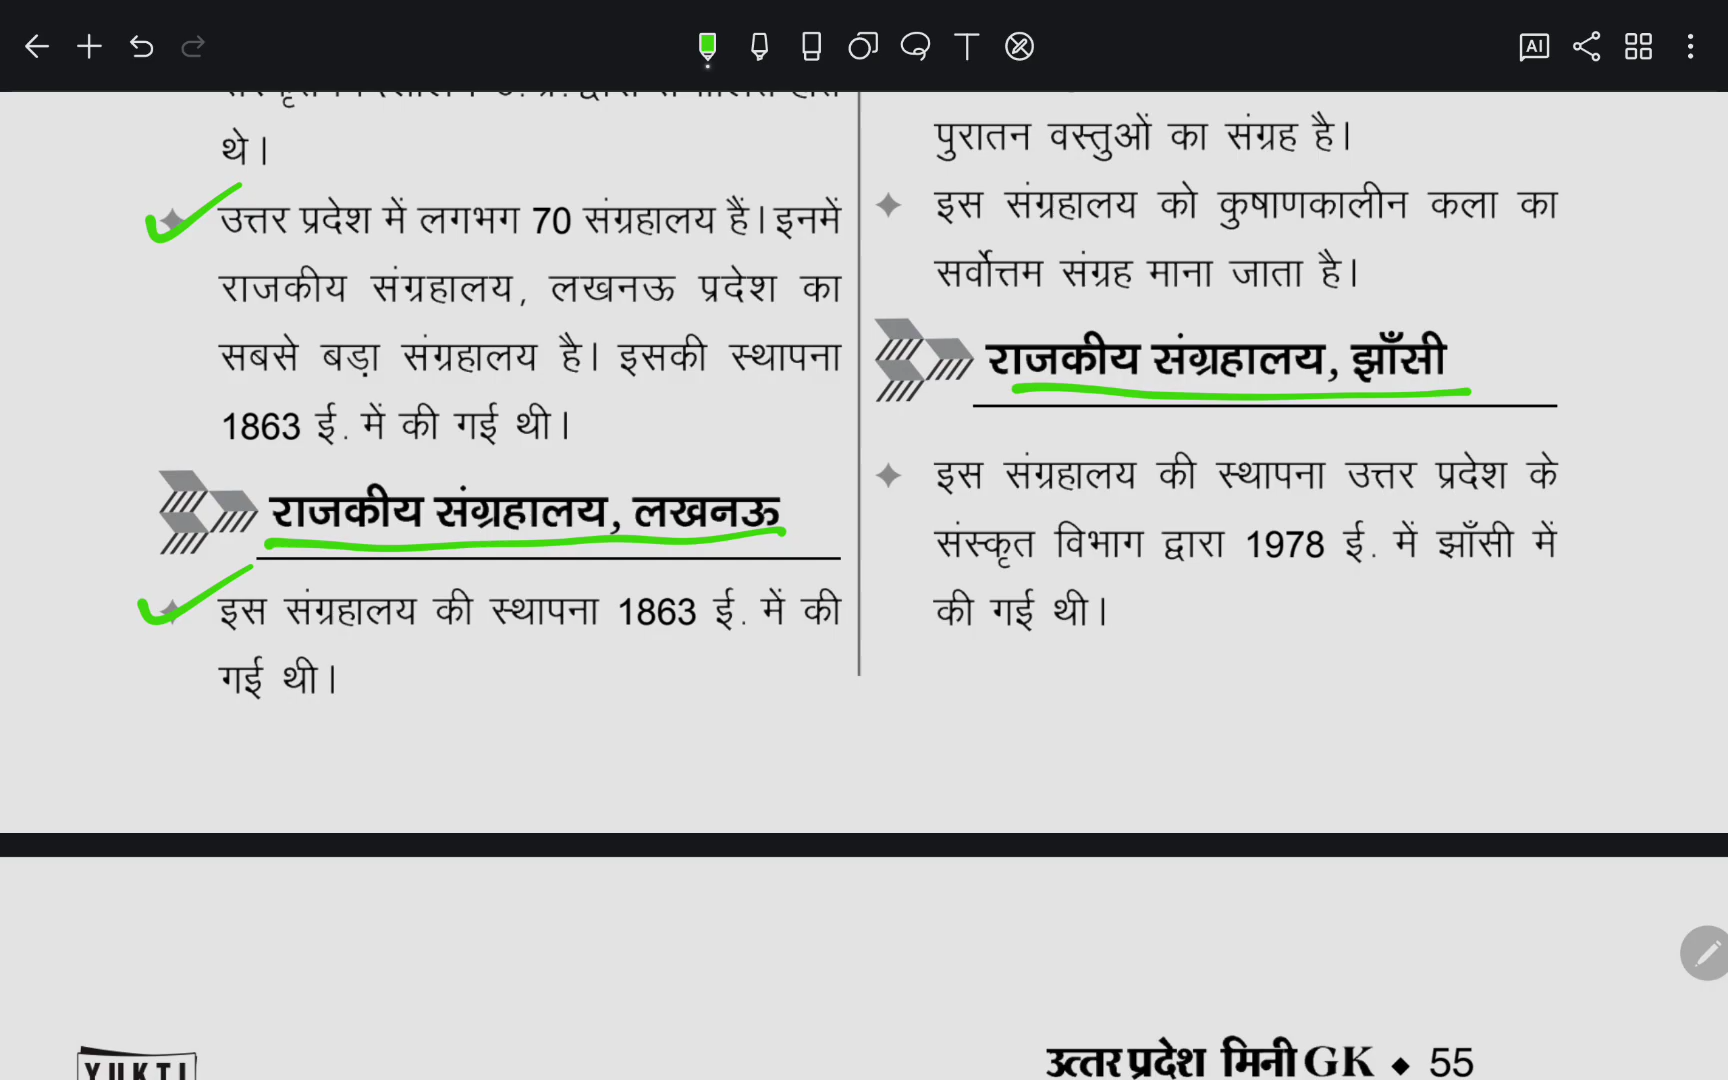 थे।
उत्तर प्रदेश में लगभग 70 संग्रहालय हैं। इनमें
राजकीय संग्रहालय, लखनऊ प्रदेश का
सबसे बड़ा संग्रहालय है। इसकी स्थापना
1863 ई. में की गई थी।
राजकीय संग्रहालय, लखनऊ
इस संग्रहालय की स्थापना 1863 ई. में की
गई थी।
पुरातन वस्तुओं का संग्रह है।
इस संग्रहालय को कुषाणकालीन कला का
सर्वोत्तम संग्रह माना जाता है।
राजकीय संग्रहालय, झाँसी
इस संग्रहालय की स्थापना उत्तर प्रदेश के
संस्कृत विभाग द्वारा 1978 ई. में झाँसी में
की गई थी।
YUKTI
उत्तर प्रदेश मिनी GK ◆ 55